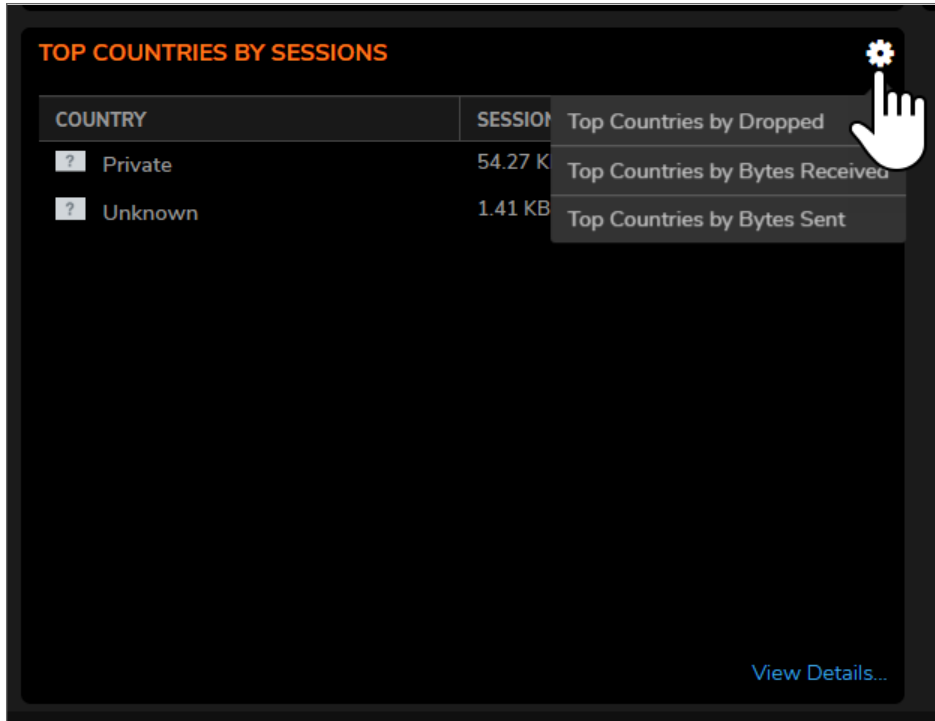 TOP COUNTRIES BY SESSIONS
COUNTRY SESSION
Top Countries by Dropped
? Private 54.27 K
Top Countries by Bytes Received
? Unknown 1.41 KB
Top Countries by Bytes Sent
View Details...